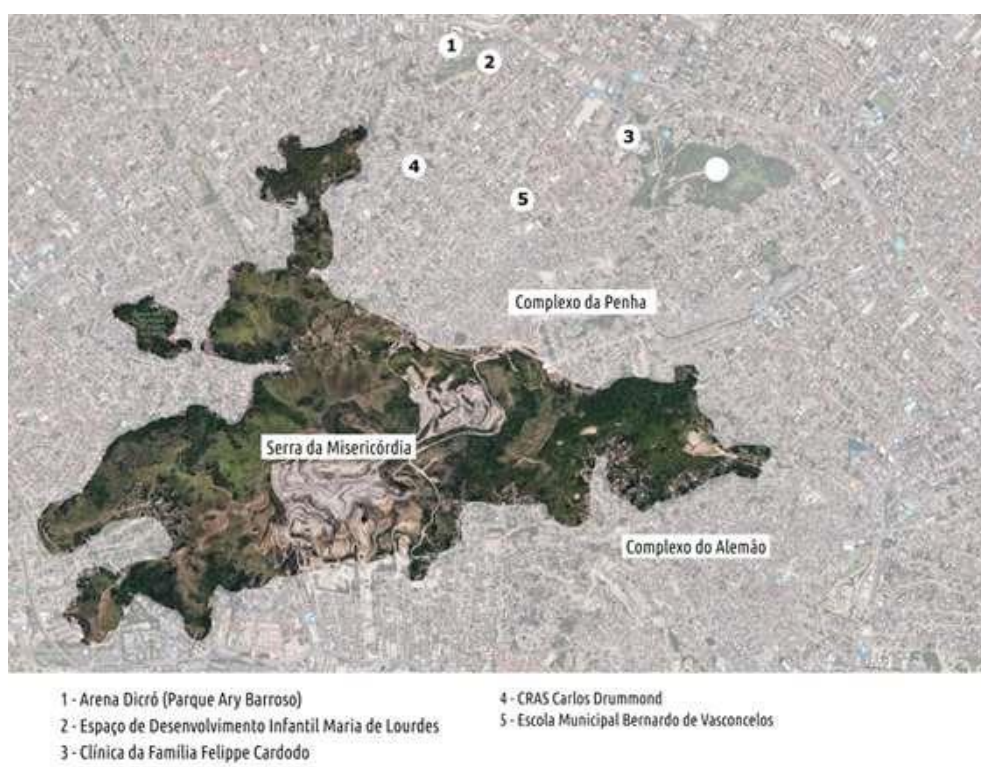 1
2
3
4
5
Complexo da Penha
Serra da Misericórdia
Complexo do Alemão
1 - Arena Dicró (Parque Ary Barroso)
2 - Espaço de Desenvolvimento Infantil Maria de Lourdes
3 - Clínica da Família Felippe Cardodo
4 - CRAS Carlos Drummond
5 - Escola Municipal Bernardo de Vasconcelos